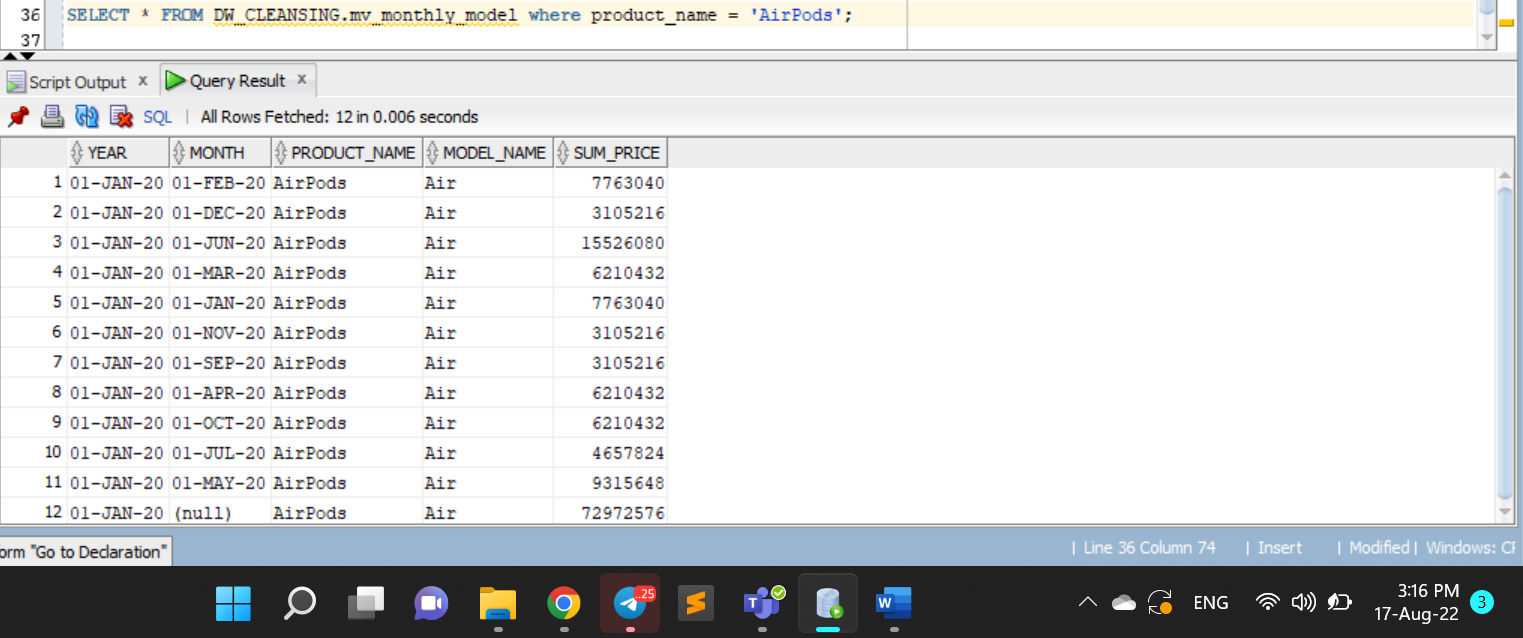 36 SELECT * FROM DW_CLEANSING.mv_monthly_model where product_name = 'AirPods';
37
Script Output x Query Result x
SQL | All Rows Fetched: 12 in 0.006 seconds
YEAR MONTH PRODUCT_NAME MODEL_NAME SUM_PRICE
1 01-JAN-20 01-FEB-20 AirPods Air 7763040
2 01-JAN-20 01-DEC-20 AirPods Air 3105216
3 01-JAN-20 01-JUN-20 AirPods Air 15526080
4 01-JAN-20 01-MAR-20 AirPods Air 6210432
5 01-JAN-20 01-JAN-20 AirPods Air 7763040
6 01-JAN-20 01-NOV-20 AirPods Air 3105216
7 01-JAN-20 01-SEP-20 AirPods Air 3105216
8 01-JAN-20 01-APR-20 AirPods Air 6210432
9 01-JAN-20 01-OCT-20 AirPods Air 6210432
10 01-JAN-20 01-JUL-20 AirPods Air 4657824
11 01-JAN-20 01-MAY-20 AirPods Air 9315648
12 01-JAN-20 (null) AirPods Air 72972576
orm "Go to Declaration" | Line 36 Column 74 | Insert | Modified | Windows: CF
..25 T W ENG 3:16 PM
17-Aug-22 3